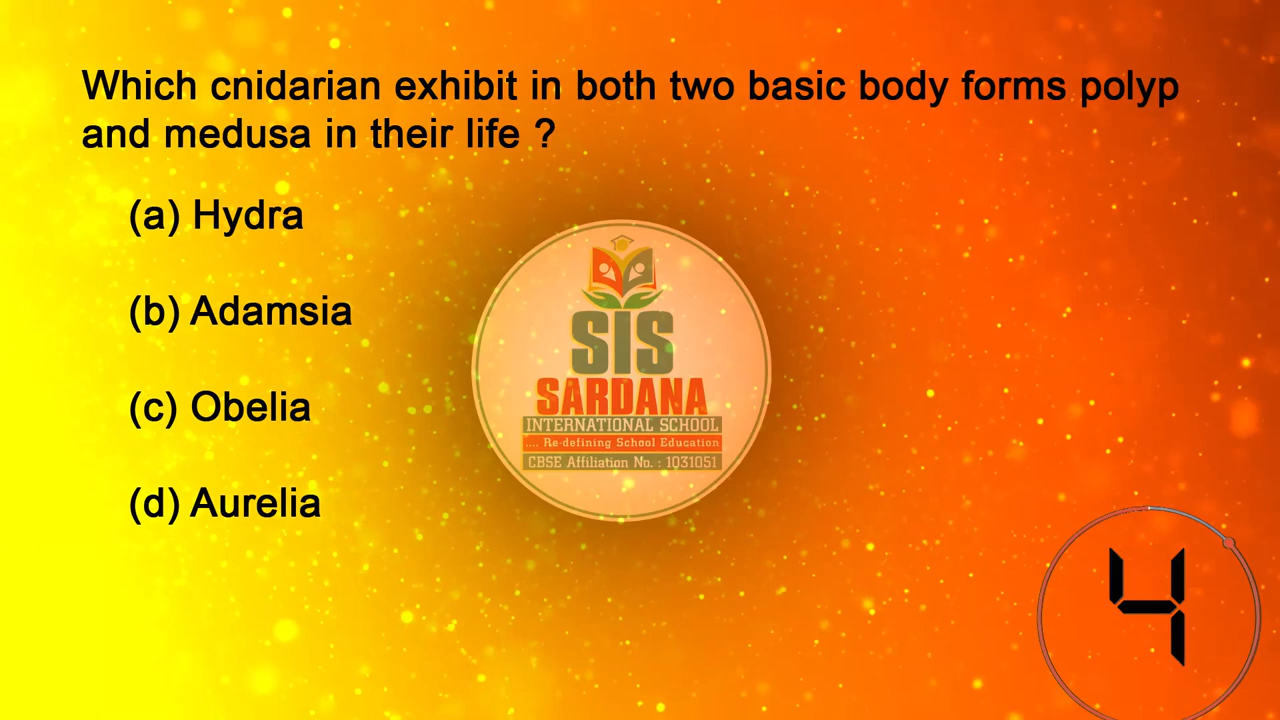 Which cnidarian exhibit in both two basic body forms polyp
and medusa in their life ?
(a) Hydra
(b) Adamsia
(c) Obelia
(d) Aurelia
SIS
SARDANA
INTERNATIONAL SCHOOL
.... Re-defining School Education
CBSE Affiliation No. : 1031051
4